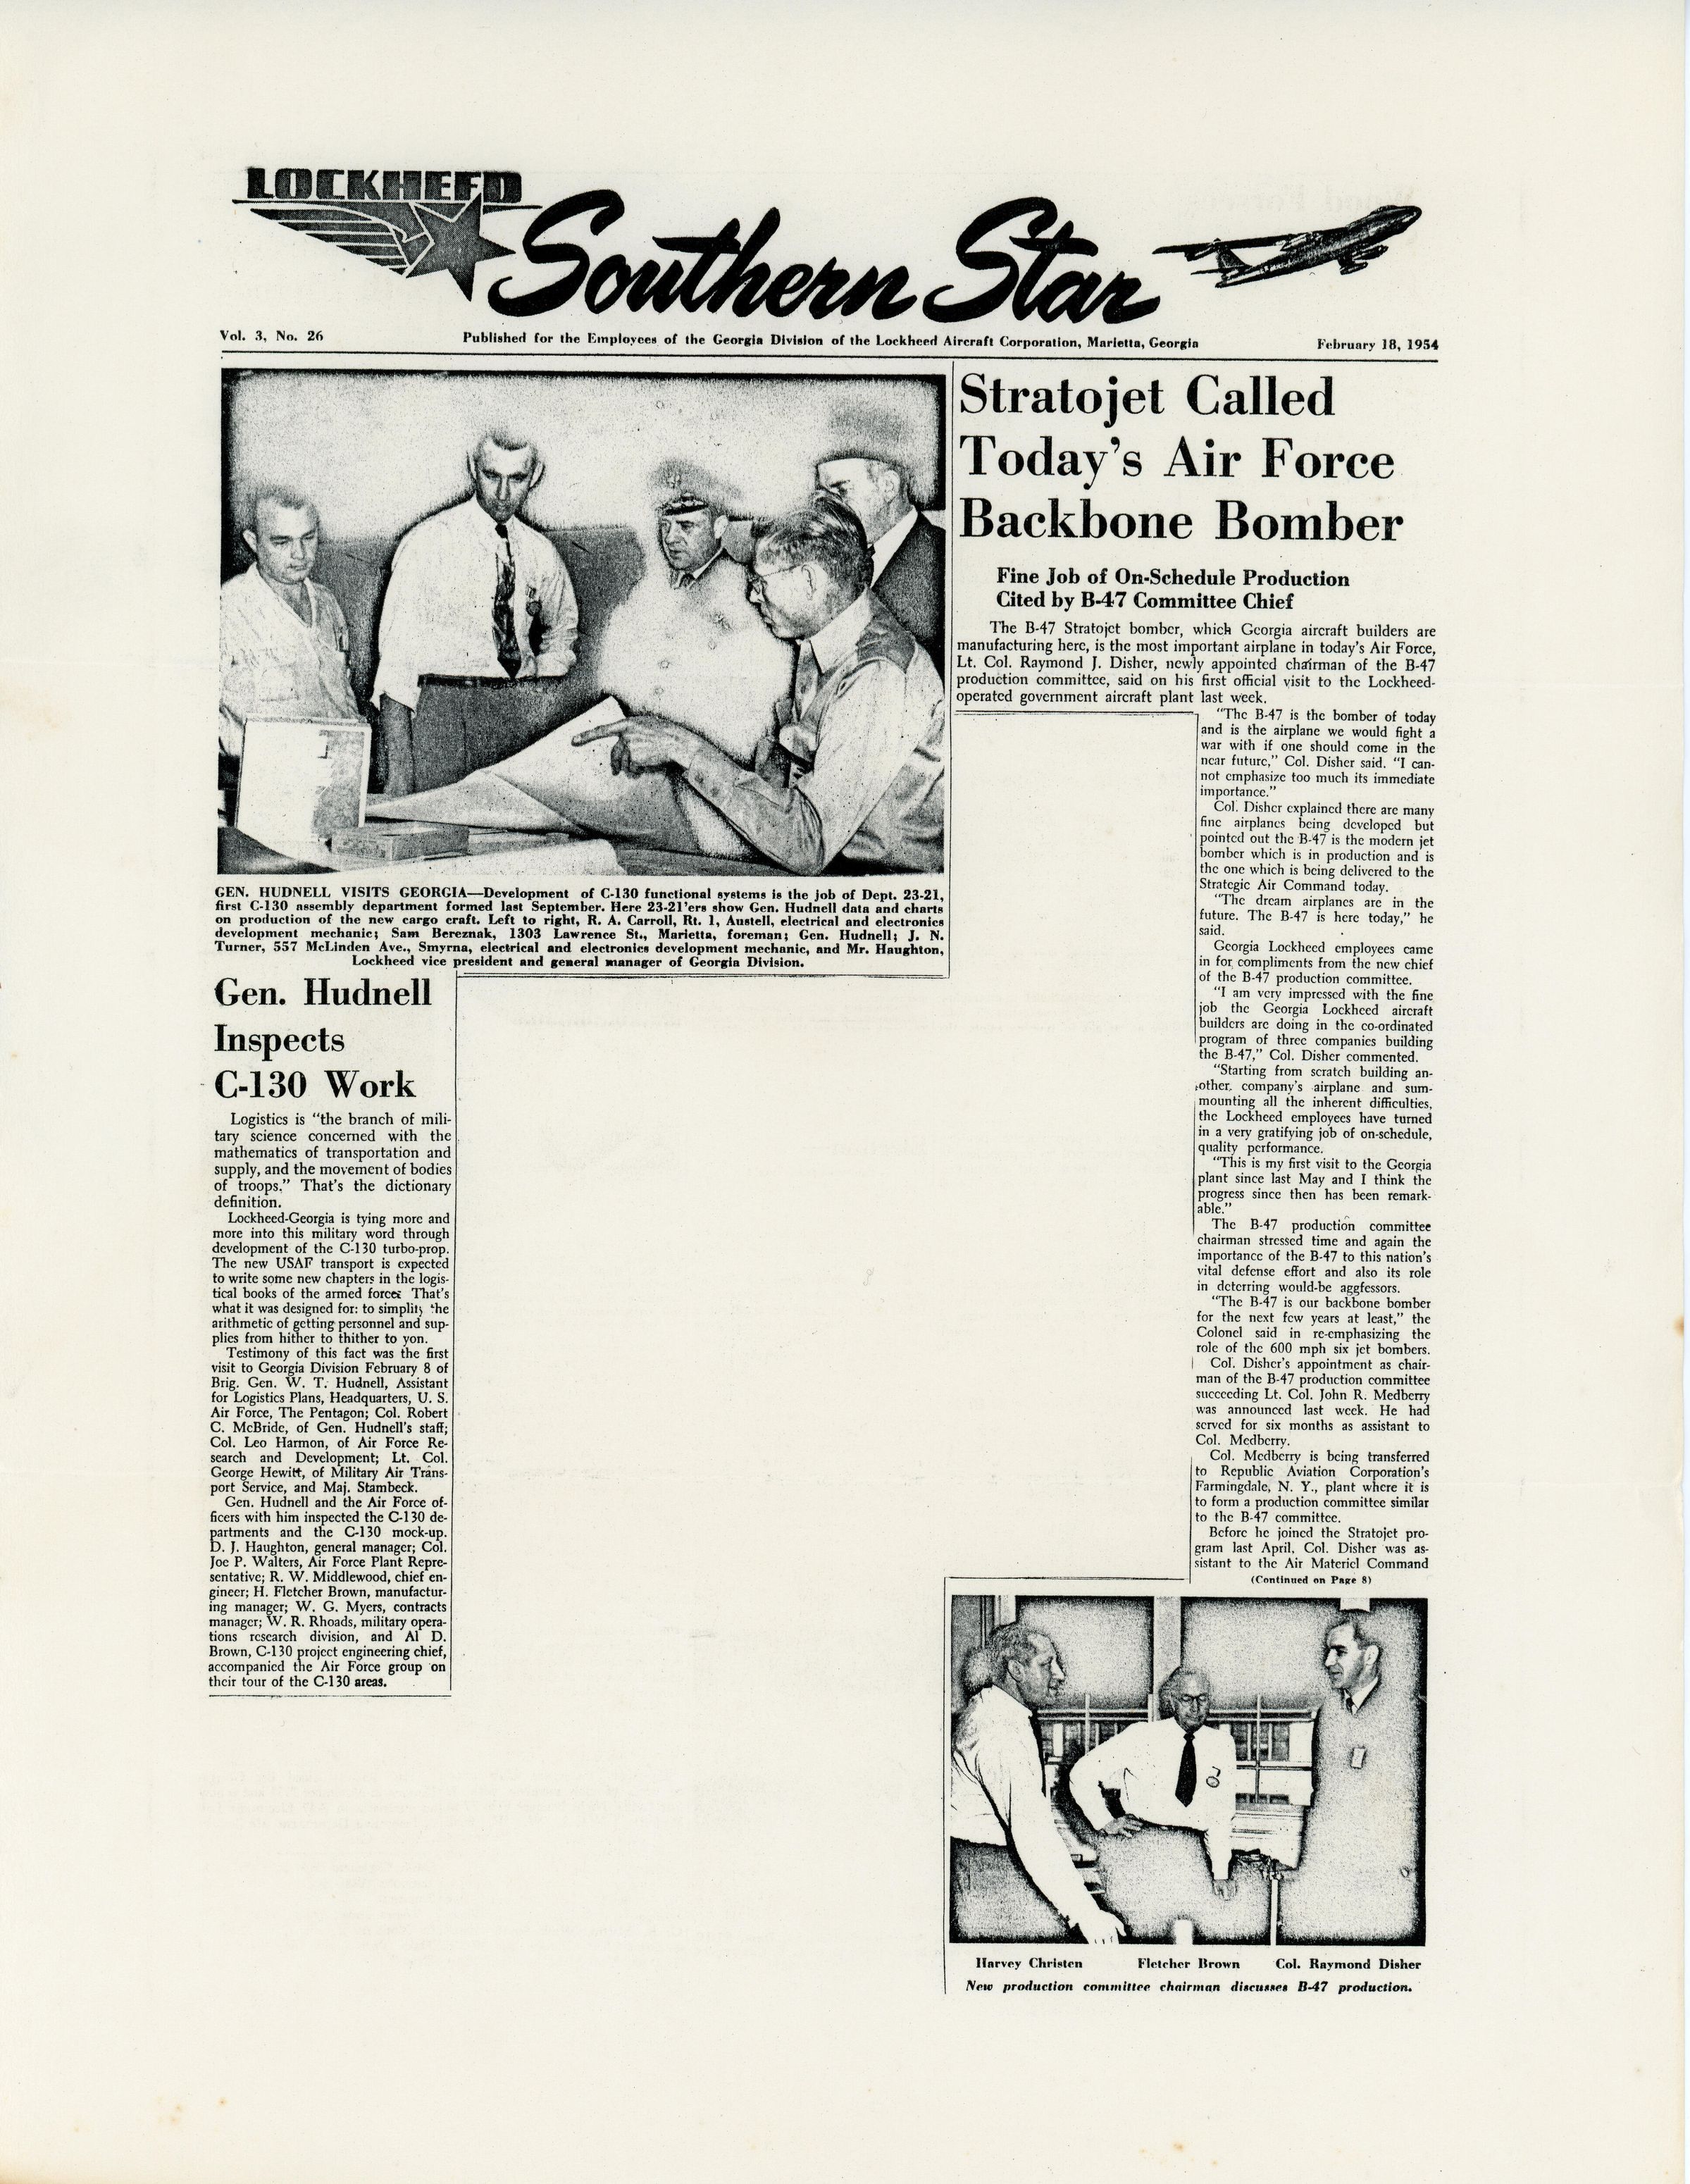 LOCKHEED
Southern Star
Vol. 3, No. 26
Published for the Employees of the Georgia Division of the Lockheed Aircraft Corporation, Marietta, Georgia
February 18, 1954
GEN. HUDNELL VISITS GEORGIA—Development of C-130 functional systems is the job of Dept. 23-21,
first C-130 assembly department formed last September. Here 23-21'ers show Gen. Hudnell data and charts
on production of the new cargo craft. Left to right, R. A. Carroll, Rt. 1, Austell, electrical and electronics
development mechanic; Sam Bereznak, 1303 Lawrence St., Marietta, foreman; Gen. Hudnell; J. N.
Turner, 557 McLinden Ave., Smyrna, electrical and electronics development mechanic, and Mr. Haughton,
Lockheed vice president and general manager of Georgia Division.
Gen. Hudnell
Inspects
C-130 Work
Logistics is "the branch of mili-
tary science concerned with the
mathematics of transportation and
supply, and the movement of bodies
of troops." That's the dictionary
definition.
Lockheed-Georgia is tying more and
more into this military word through
development of the C-130 turbo-prop.
The new USAF transport is expected
to write some new chapters in the logis-
tical books of the armed forces That's
what it was designed for: to simplify the
arithmetic of getting personnel and sup-
plies from hither to thither to yon.
Testimony of this fact was the first
visit to Georgia Division February 8 of
Brig. Gen. W. T. Hudnell, Assistant
for Logistics Plans, Headquarters, U. S.
Air Force, The Pentagon; Col. Robert
C. McBride, of Gen. Hudnell's staff;
Col. Leo Harmon, of Air Force Re-
search and Development; Lt. Col.
George Hewitt, of Military Air Trans-
port Service, and Maj. Stambeck.
Gen. Hudnell and the Air Force of-
ficers with him inspected the C-130 de-
partments and the C-130 mock-up.
D. J. Haughton, general manager; Col.
Joe P. Walters, Air Force Plant Repre-
sentative; R. W. Middlewood, chief en-
gineer; H. Fletcher Brown, manufactur-
ing manager; W. G. Myers, contracts
manager; W. R. Rhoads, military opera-
tions research division, and Al D.
Brown, C-130 project engineering chief,
accompanied the Air Force group on
their tour of the C-130 areas.
Stratojet Called
Today's Air Force
Backbone Bomber
Fine Job of On-Schedule Production
Cited by B-47 Committee Chief
The B-47 Stratojet bomber, which Georgia aircraft builders are
manufacturing here, is the most important airplane in today's Air Force,
Lt. Col. Raymond J. Disher, newly appointed chairman of the B-47
production committee, said on his first official visit to the Lockheed-
operated government aircraft plant last week.
"The B-47 is the bomber of today
and is the airplane we would fight a
war with if one should come in the
near future," Col. Disher said. "I can-
not emphasize too much its immediate
importance."
Col. Disher explained there are many
fine airplanes being developed but
pointed out the B-47 is the modern jet
bomber which is in production and is
the one which is being delivered to the
Strategic Air Command today.
"The dream airplanes are in the
future. The B-47 is here today," he
said.
Georgia Lockheed employees came
in for compliments from the new chief
of the B-47 production committee.
"I am very impressed with the fine
job the Georgia Lockheed aircraft
builders are doing in the co-ordinated
program of three companies building
the B-47," Col. Disher commented.
"Starting from scratch building an-
other company's airplane and sum-
mounting all the inherent difficulties,
the Lockheed employees have turned
in a very gratifying job of on-schedule,
quality performance.
"This is my first visit to the Georgia
plant since last May and I think the
progress since then has been remark-
able."
The B-47 production committee
chairman stressed time and again the
importance of the B-47 to this nation's
vital defense effort and also its role
in deterring would-be aggfessors.
"The B-47 is our backbone bomber
for the next few years at least," the
Colonel said in re-emphasizing the
role of the 600 mph six jet bombers.
Col. Disher's appointment as chair-
man of the B-47 production committee
succeeding Lt. Col. John R. Medberry
was announced last week. He had
served for six months as assistant to
Col. Medberry.
Col. Medberry is being transferred
to Republic Aviation Corporation's
Farmingdale, N. Y., plant where it is
to form a production committee similar
to the B-47 committee.
Before he joined the Stratojet pro-
gram last April, Col. Disher was as-
sistant to the Air Materiel Command
(Continued on Page 8)
Harvey Christen Fletcher Brown Col. Raymond Disher
New production committee chairman discusses B-47 production.